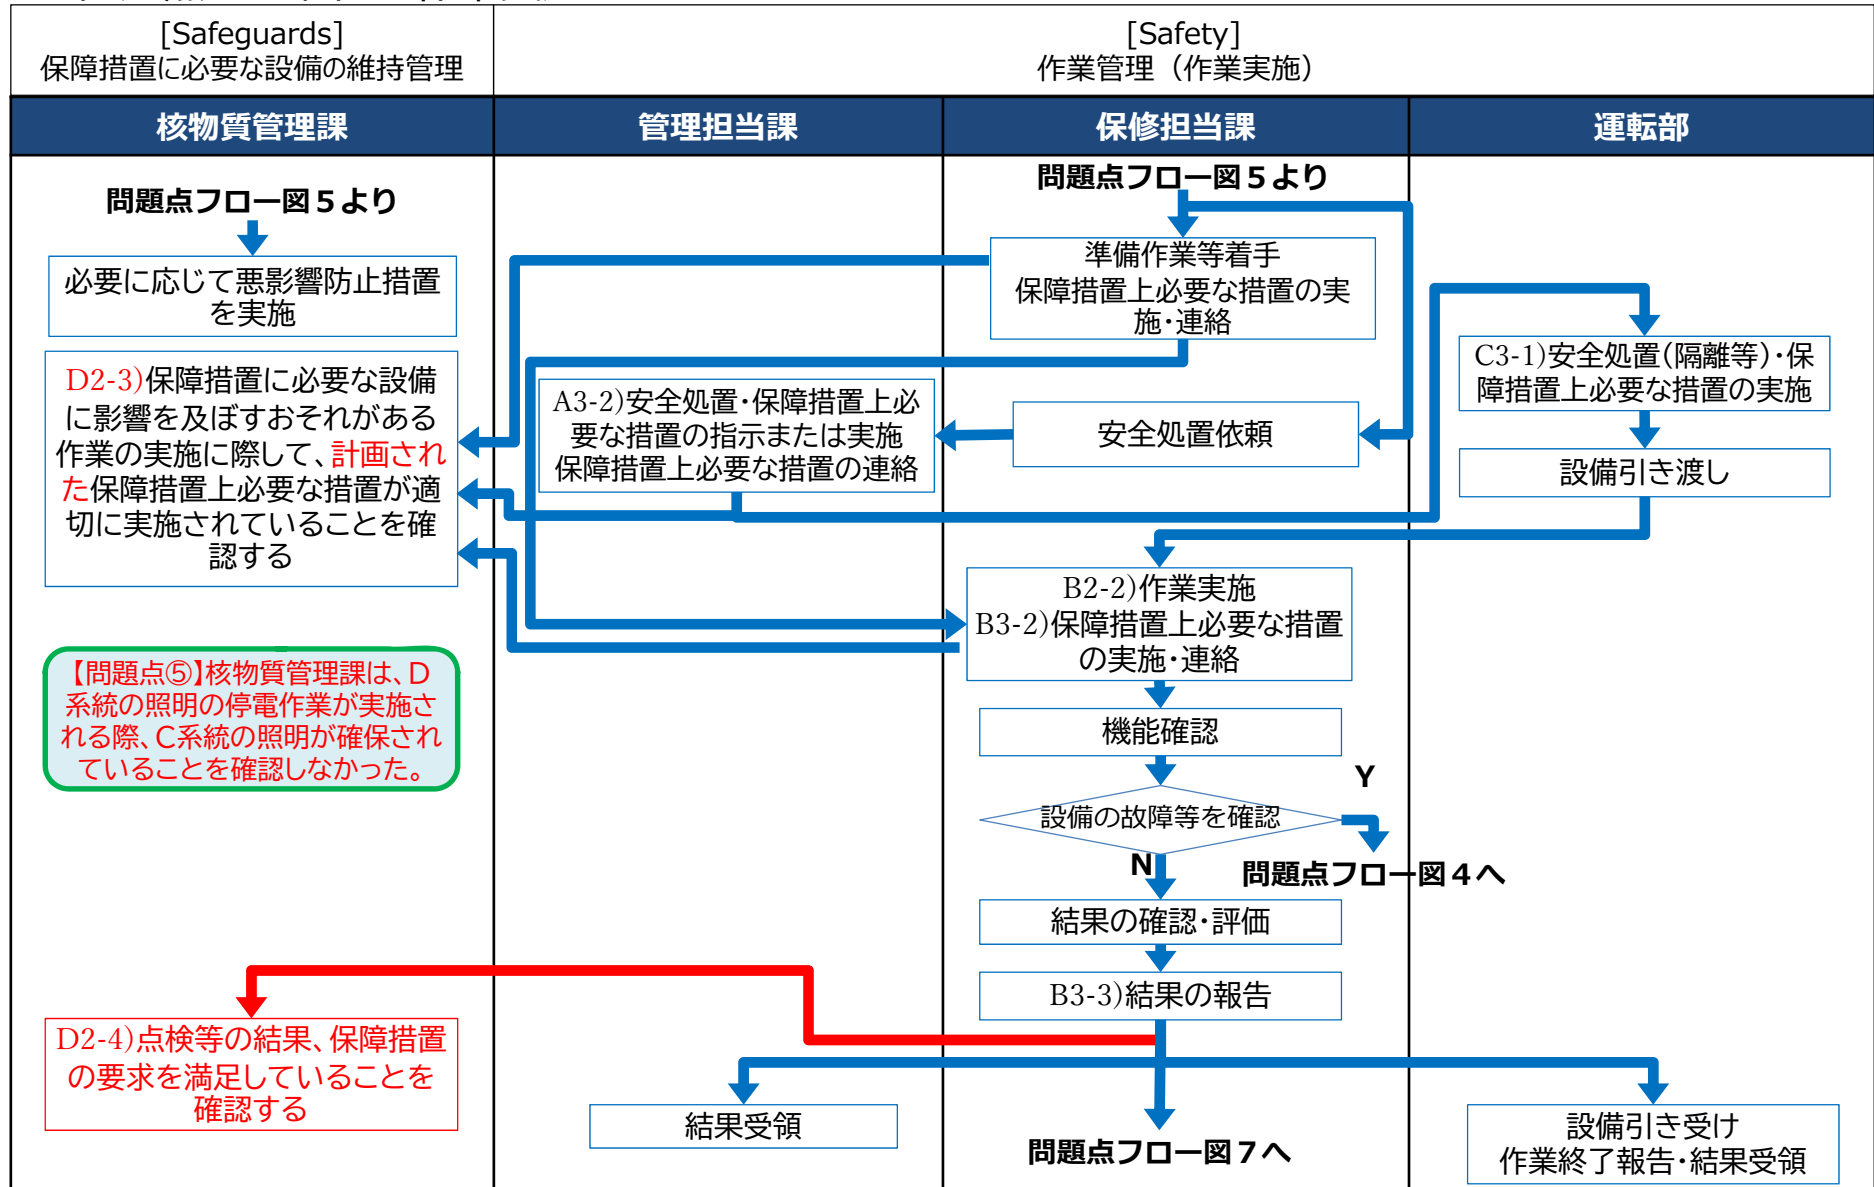 [Safeguards]
保障措置に必要な設備の維持管理
[Safety]
作業管理（作業実施）
核物質管理課
管理担当課
保修担当課
運転部
問題点フロー図５より
必要に応じて悪影響防止措置
を実施
D2-3)保障措置に必要な設備
に影響を及ぼすおそれがある
作業の実施に際して、計画され
た保障措置上必要な措置が適
切に実施されていることを確
認する
【問題点⑤】核物質管理課は、D
系統の照明の停電作業が実施さ
れる際、C系統の照明が確保され
ていることを確認しなかった。
D2-4)点検等の結果、保障措置
の要求を満足していることを
確認する
A3-2)安全処置・保障措置上必
要な措置の指示または実施
保障措置上必要な措置の連絡
結果受領
問題点フロー図５より
準備作業等着手
保障措置上必要な措置の実
施・連絡
安全処置依頼
B2-2)作業実施
B3-2)保障措置上必要な措置
の実施・連絡
機能確認
設備の故障等を確認
Y
問題点フロー図４へ
N
結果の確認・評価
B3-3)結果の報告
問題点フロー図７へ
C3-1)安全処置(隔離等)・保
障措置上必要な措置の実施
設備引き渡し
設備引き受け
作業終了報告・結果受領